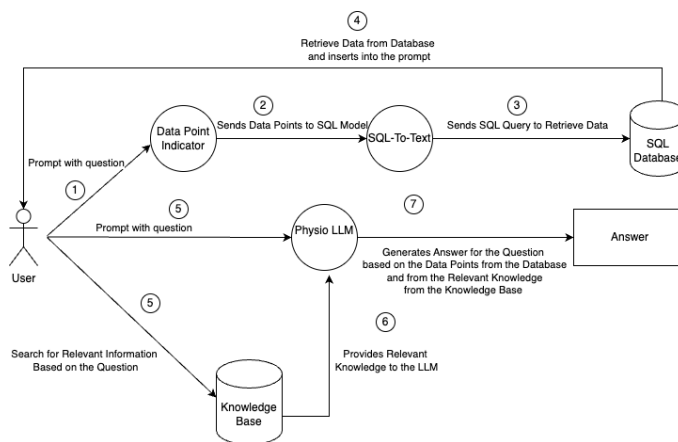 4
Retrieve Data from Database
and inserts into the prompt
2
3
Data Point
Indicator
Sends Data Points to SQL Model
SQL-To-Text
Sends SQL Query to Retrieve Data
SQL
Database
Prompt with question
1
5
7
Prompt with question
Physio LLM
Answer
User
Generates Answer for the Question
based on the Data Points from the Database
and from the Relevant Knowledge
from the Knowledge Base
5
6
Search for Relevant Information
Based on the Question
Provides Relevant
Knowledge to the LLM
Knowledge
Base